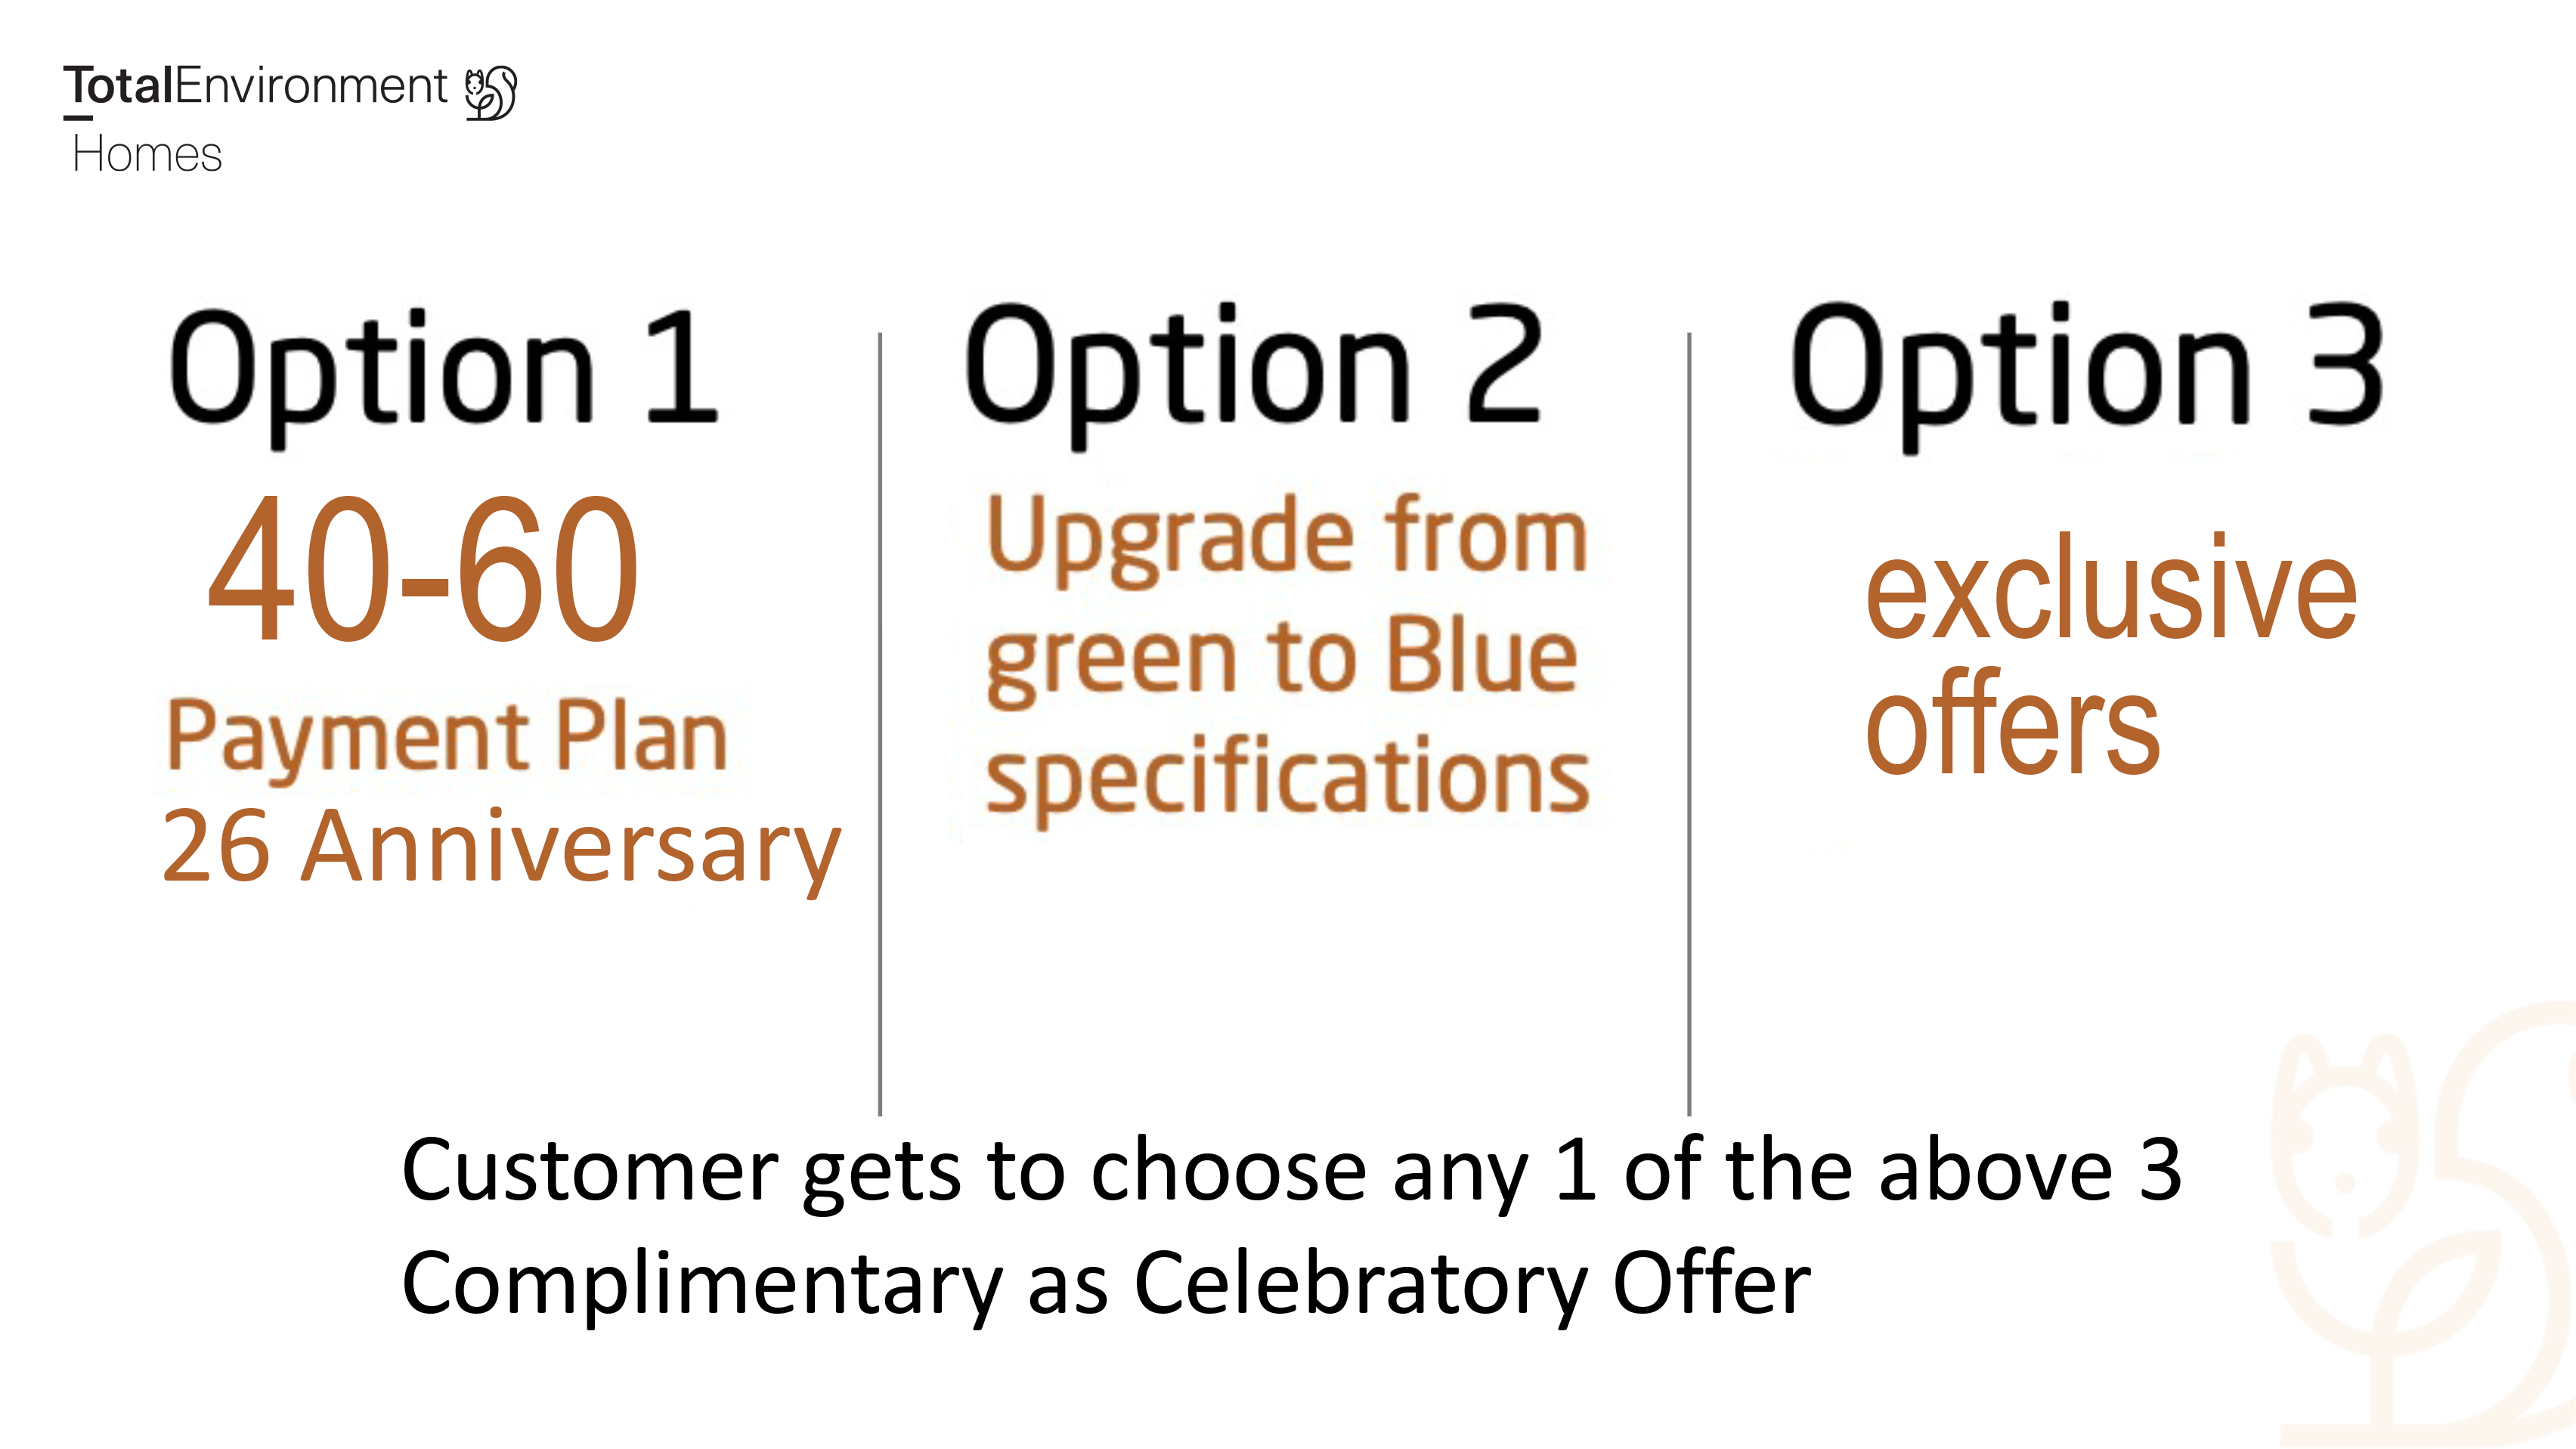 TotalEnvironment
Homes
Option 1
40-60
Payment Plan
26 Anniversary
Option 2
Upgrade from
green to Blue
specifications
Option 3
exclusive
offers
Customer gets to choose any 1 of the above 3
Complimentary as Celebratory Offer